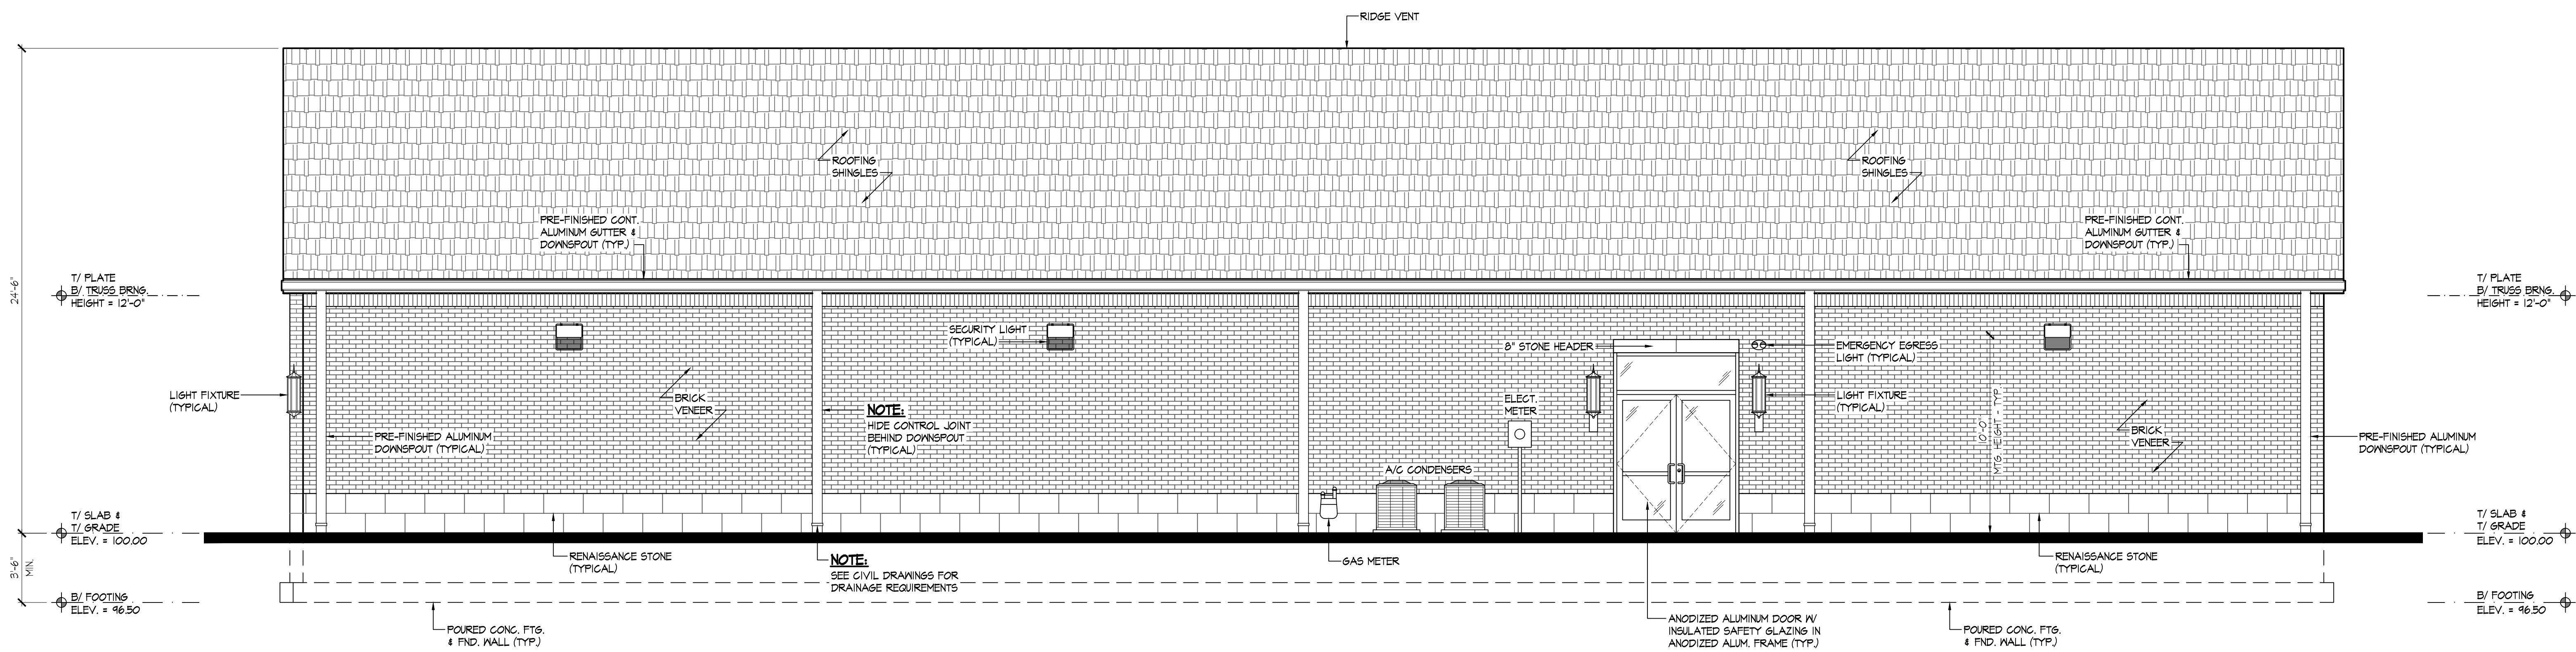 RIDGE VENT
ROOFING
SHINGLES
ROOFING
SHINGLES
PRE-FINISHED CONT.
ALUMINUM GUTTER &
DOWNSPOUT (TYP.)
PRE-FINISHED CONT.
ALUMINUM GUTTER &
DOWNSPOUT (TYP.)
24'-6"
T/ PLATE
B/ TRUSS BRNG.
HEIGHT = 12'-0"
T/ PLATE
B/ TRUSS BRNG.
HEIGHT = 12'-0"
SECURITY LIGHT
(TYPICAL)
8" STONE HEADER
EMERGENCY EGRESS
LIGHT (TYPICAL)
LIGHT FIXTURE
(TYPICAL)
BRICK
VENEER
NOTE:
HIDE CONTROL JOINT
BEHIND DOWNSPOUT
(TYPICAL)
ELECT.
METER
LIGHT FIXTURE
(TYPICAL)
10'-0"
MTG. HEIGHT - TYP.
BRICK
VENEER
PRE-FINISHED ALUMINUM
DOWNSPOUT (TYPICAL)
PRE-FINISHED ALUMINUM
DOWNSPOUT (TYPICAL)
A/C CONDENSERS
T/ SLAB &
T/ GRADE
ELEV. = 100.00
T/ SLAB &
T/ GRADE
ELEV. = 100.00
3'-6"
MIN.
RENAISSANCE STONE
(TYPICAL)
NOTE:
SEE CIVIL DRAWINGS FOR
DRAINAGE REQUIREMENTS
GAS METER
RENAISSANCE STONE
(TYPICAL)
B/ FOOTING
ELEV. = 96.50
B/ FOOTING
ELEV. = 96.50
POURED CONC. FTG.
& FND. WALL (TYP.)
ANODIZED ALUMINUM DOOR W/
INSULATED SAFETY GLAZING IN
ANODIZED ALUM. FRAME (TYP.)
POURED CONC. FTG.
& FND. WALL (TYP.)